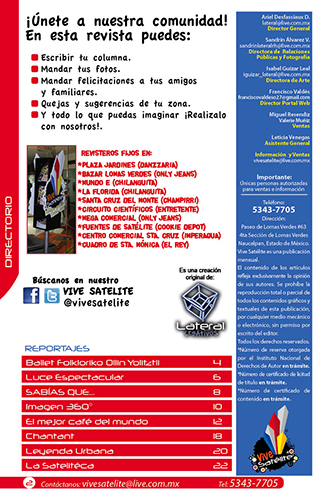 ¡Únete a nuestra comunidad!
En esta revista puedes:
Escribir tu columna.
Mandar tus fotos.
Mandar felicitaciones a tus amigos
y familiares.
Quejas y sugerencias de tu zona.
Y todo lo que puedas imaginar ¡Realízalo
con nosotros!.
DIRECTORIO
REVISTEROS FIJOS EN:
*PLAZA JARDINES (DANZZARIA)
*BAZAR LOMAS VERDES (ONLY JEANS)
*MUNDO E (CHILANGUITA)
*LA FLORIDA (CHILANGUITA)
*SANTA CRUZ DEL MONTE (CHAMPIRRI)
*CIRCUITO CIENTÍFICOS (ENTRETENTE)
*MEGA COMERCIAL (ONLY JEANS)
*FUENTES DE SATÉLITE (COOKIE DEPOT)
*CENTRO COMERCIAL STA. CRUZ (IMPERAGUA)
*CUADRO DE STA. MÓNICA (EL REY)
Búscanos en nuestro
VIVE SATELITE
@vivesatelite
Es una creación
original de:
Lateral
REPORTAJES
Ballet Folklóriko Ollin Yoliztli 4
Luce Espectacular 6
SABÍAS QUE... 8
Imagen 360° 10
El mejor café del mundo 12
Chantant 18
Leyenda Urbana 20
La Satelitéca 22
2 Contáctanos: vivesatelite@live.com.mx Tel. 5343-7705
Ariel Desfassiaux D.
lateral@live.com.mx
Director General
Sandrin Alvarez V.
sandrinlateral@live.com.mx
Directora de Relaciones
Públicas y Fotografía
Isabel Guizar Leal
iguizar_lateral@live.com.mx
Directora de Arte
Francisco Valdés
franciscovaldeso27@gmail.com
Director Portal Web
Miguel Resendiz
Valerie Muñiz
Ventas
Leticia Venegas
Asistente General
Información y Ventas
vivesatelite@live.com.mx
Importante:
Únicas personas autorizadas
para ventas e información
Teléfono:
5343-7705
Dirección:
Paseo de Lomas Verdes #63
4ta Sección de Lomas Verdes
Naucalpan, Estado de México.
Vive Satélite es una publicación
mensual.
El contenido de los artículos
refleja exclusivamente la opinión
de sus autores. Se prohibe la
reproducción total o parcial de
todos los contenidos gráficos y
textuales de esta publicación,
por cualquier medio mecánico
o electrónico, sin permiso por
escrito del editor.
Todos los derechos reservados.
*Número de reserva otorgada
por el Instituto Nacional de
Derechos de Autor en trámite.
*Número de certificado de licitud
de título en trámite.
*Número de certificado de
contenido en trámite.
Vive
Satélite